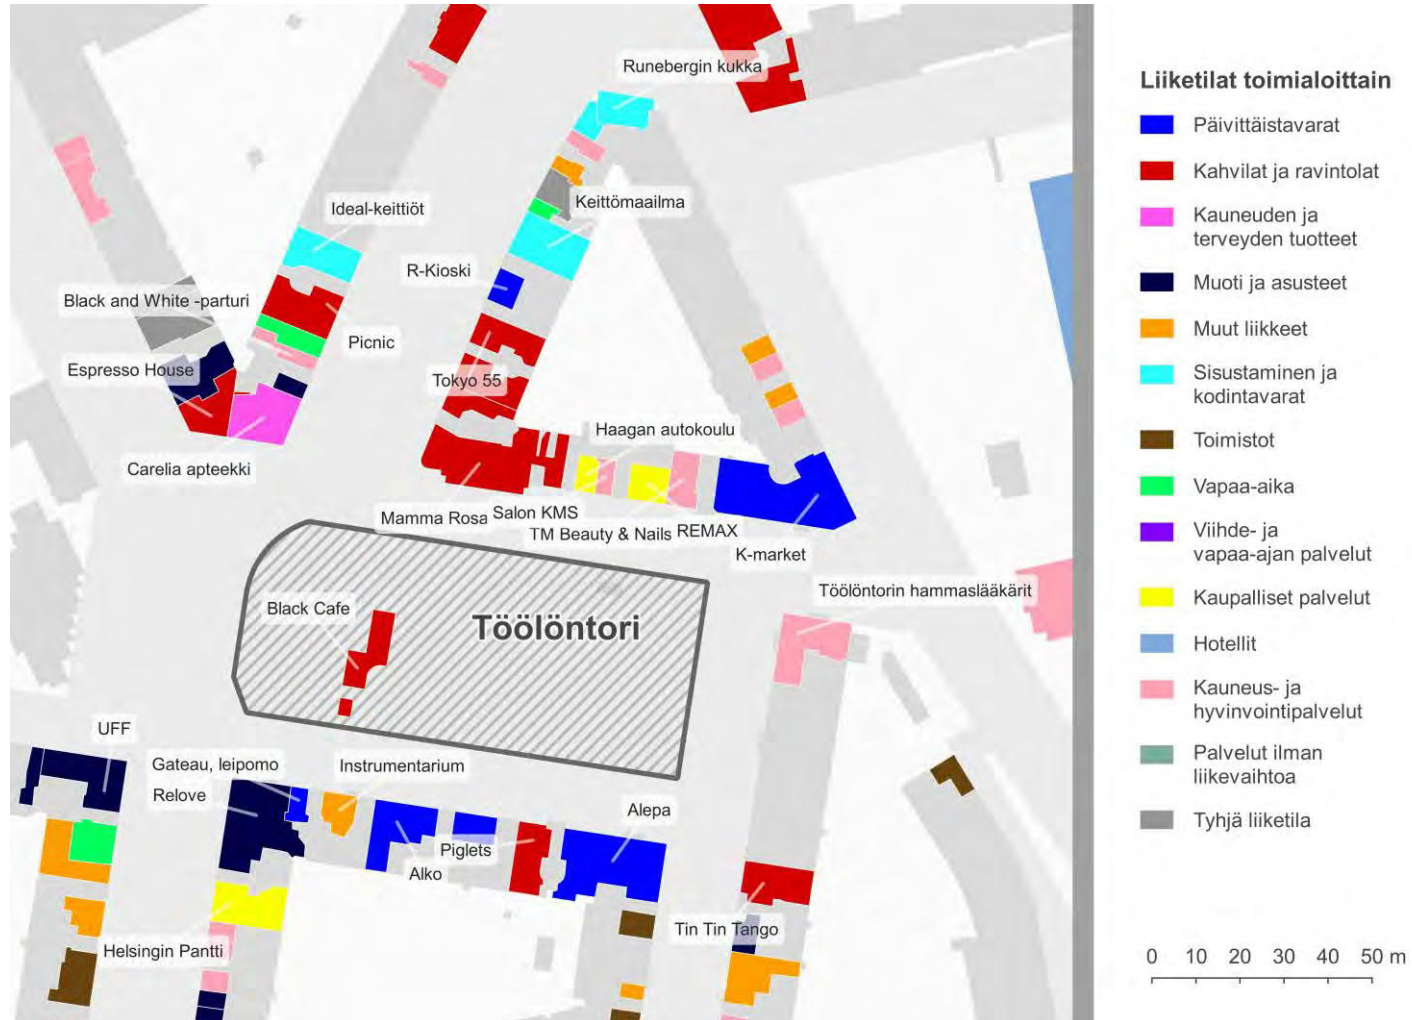 Runebergin kukka
Ideal-keittiöt
Keittömaailma
R-Kioski
Black and White -parturi
Picnic
Espresso House
Tokyo 55
Haagan autokoulu
Carelia apteekki
Mamma Rosa
Salon KMS
TM Beauty & Nails
REMAX
K-market
Töölöntorin hammaslääkärit
Black Cafe
Töölöntori
UFF
Gateau, leipomo
Instrumentarium
Relove
Alepa
Piglets
Alko
Tin Tin Tango
Helsingin Pantti
Liiketilat toimialoittain
Päivittäistavarat
Kahvilat ja ravintolat
Kauneuden ja
terveyden tuotteet
Muoti ja asusteet
Muut liikkeet
Sisustaminen ja
kodintavarat
Toimistot
Vapaa-aika
Viihde- ja
vapaa-ajan palvelut
Kaupalliset palvelut
Hotellit
Kauneus- ja
hyvinvointipalvelut
Palvelut ilman
liikevaihtoa
Tyhjä liiketila
0 10 20 30 40 50 m